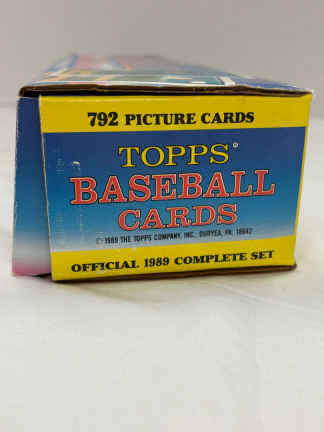 792 PICTURE CARDS
TOPPS®
BASEBALL
CARDS
© 1989 THE TOPPS COMPANY, INC., DURYEA, PA. 18642
OFFICIAL 1989 COMPLETE SET